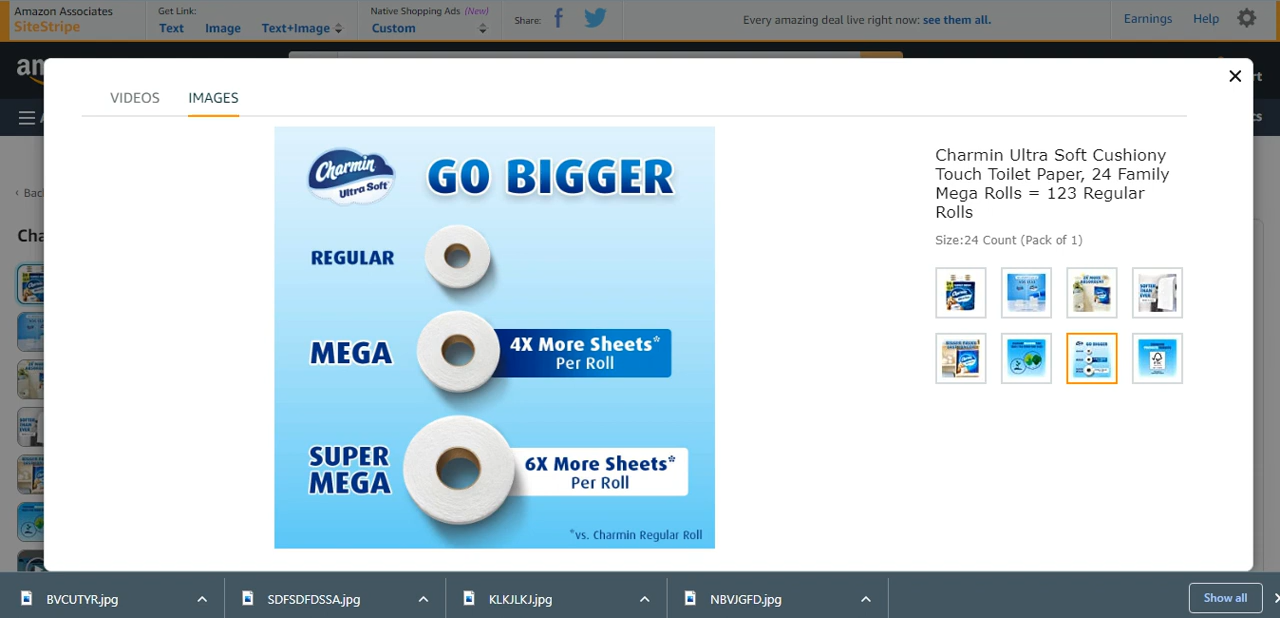 Amazon Associates
SiteStripe
Get Link:
Text Image Text+Image
Native Shopping Ads (New)
Custom
Share:
Every amazing deal live right now: see them all.
Earnings Help
VIDEOS IMAGES
Charmin
Ultra Soft
GO BIGGER
REGULAR
MEGA
4X More Sheets*
Per Roll
SUPER
MEGA
6X More Sheets*
Per Roll
*vs. Charmin Regular Roll
Charmin Ultra Soft Cushiony
Touch Toilet Paper, 24 Family
Mega Rolls = 123 Regular
Rolls
Size:24 Count (Pack of 1)
GO BIGGER
‹ Bac
Cha
BVCUTYR.jpg
SDFSDFDSSA.jpg
KLKJLKJ.jpg
NBVJGFD.jpg
Show all